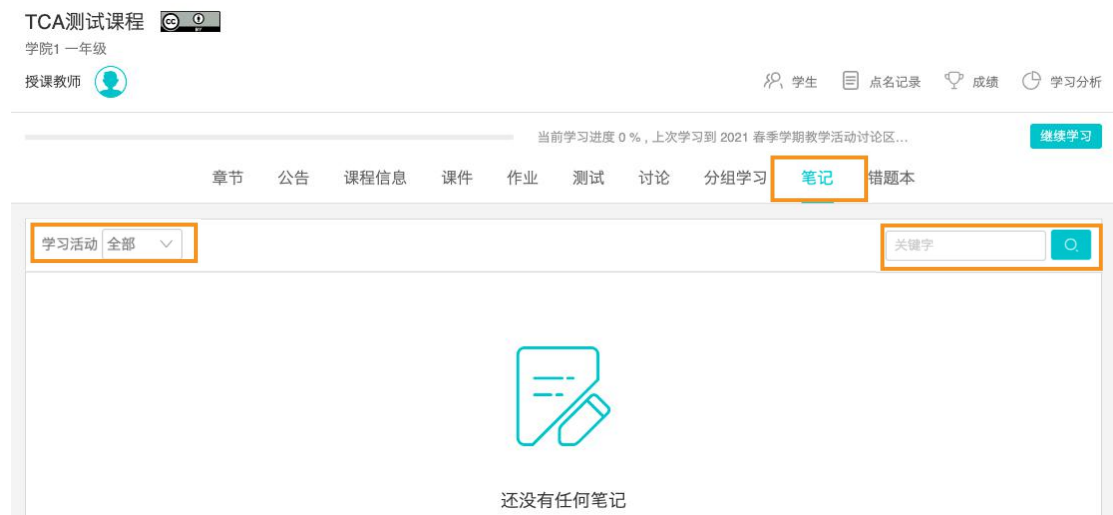 TCA测试课程
学院1 一年级
授课教师
学生 点名记录 成绩 学习分析
当前学习进度 0 % , 上次学习到 2021 春季学期教学活动讨论区... 继续学习
章节 公告 课程信息 课件 作业 测试 讨论 分组学习 笔记 错题本
学习活动 全部 关键字
还没有任何笔记